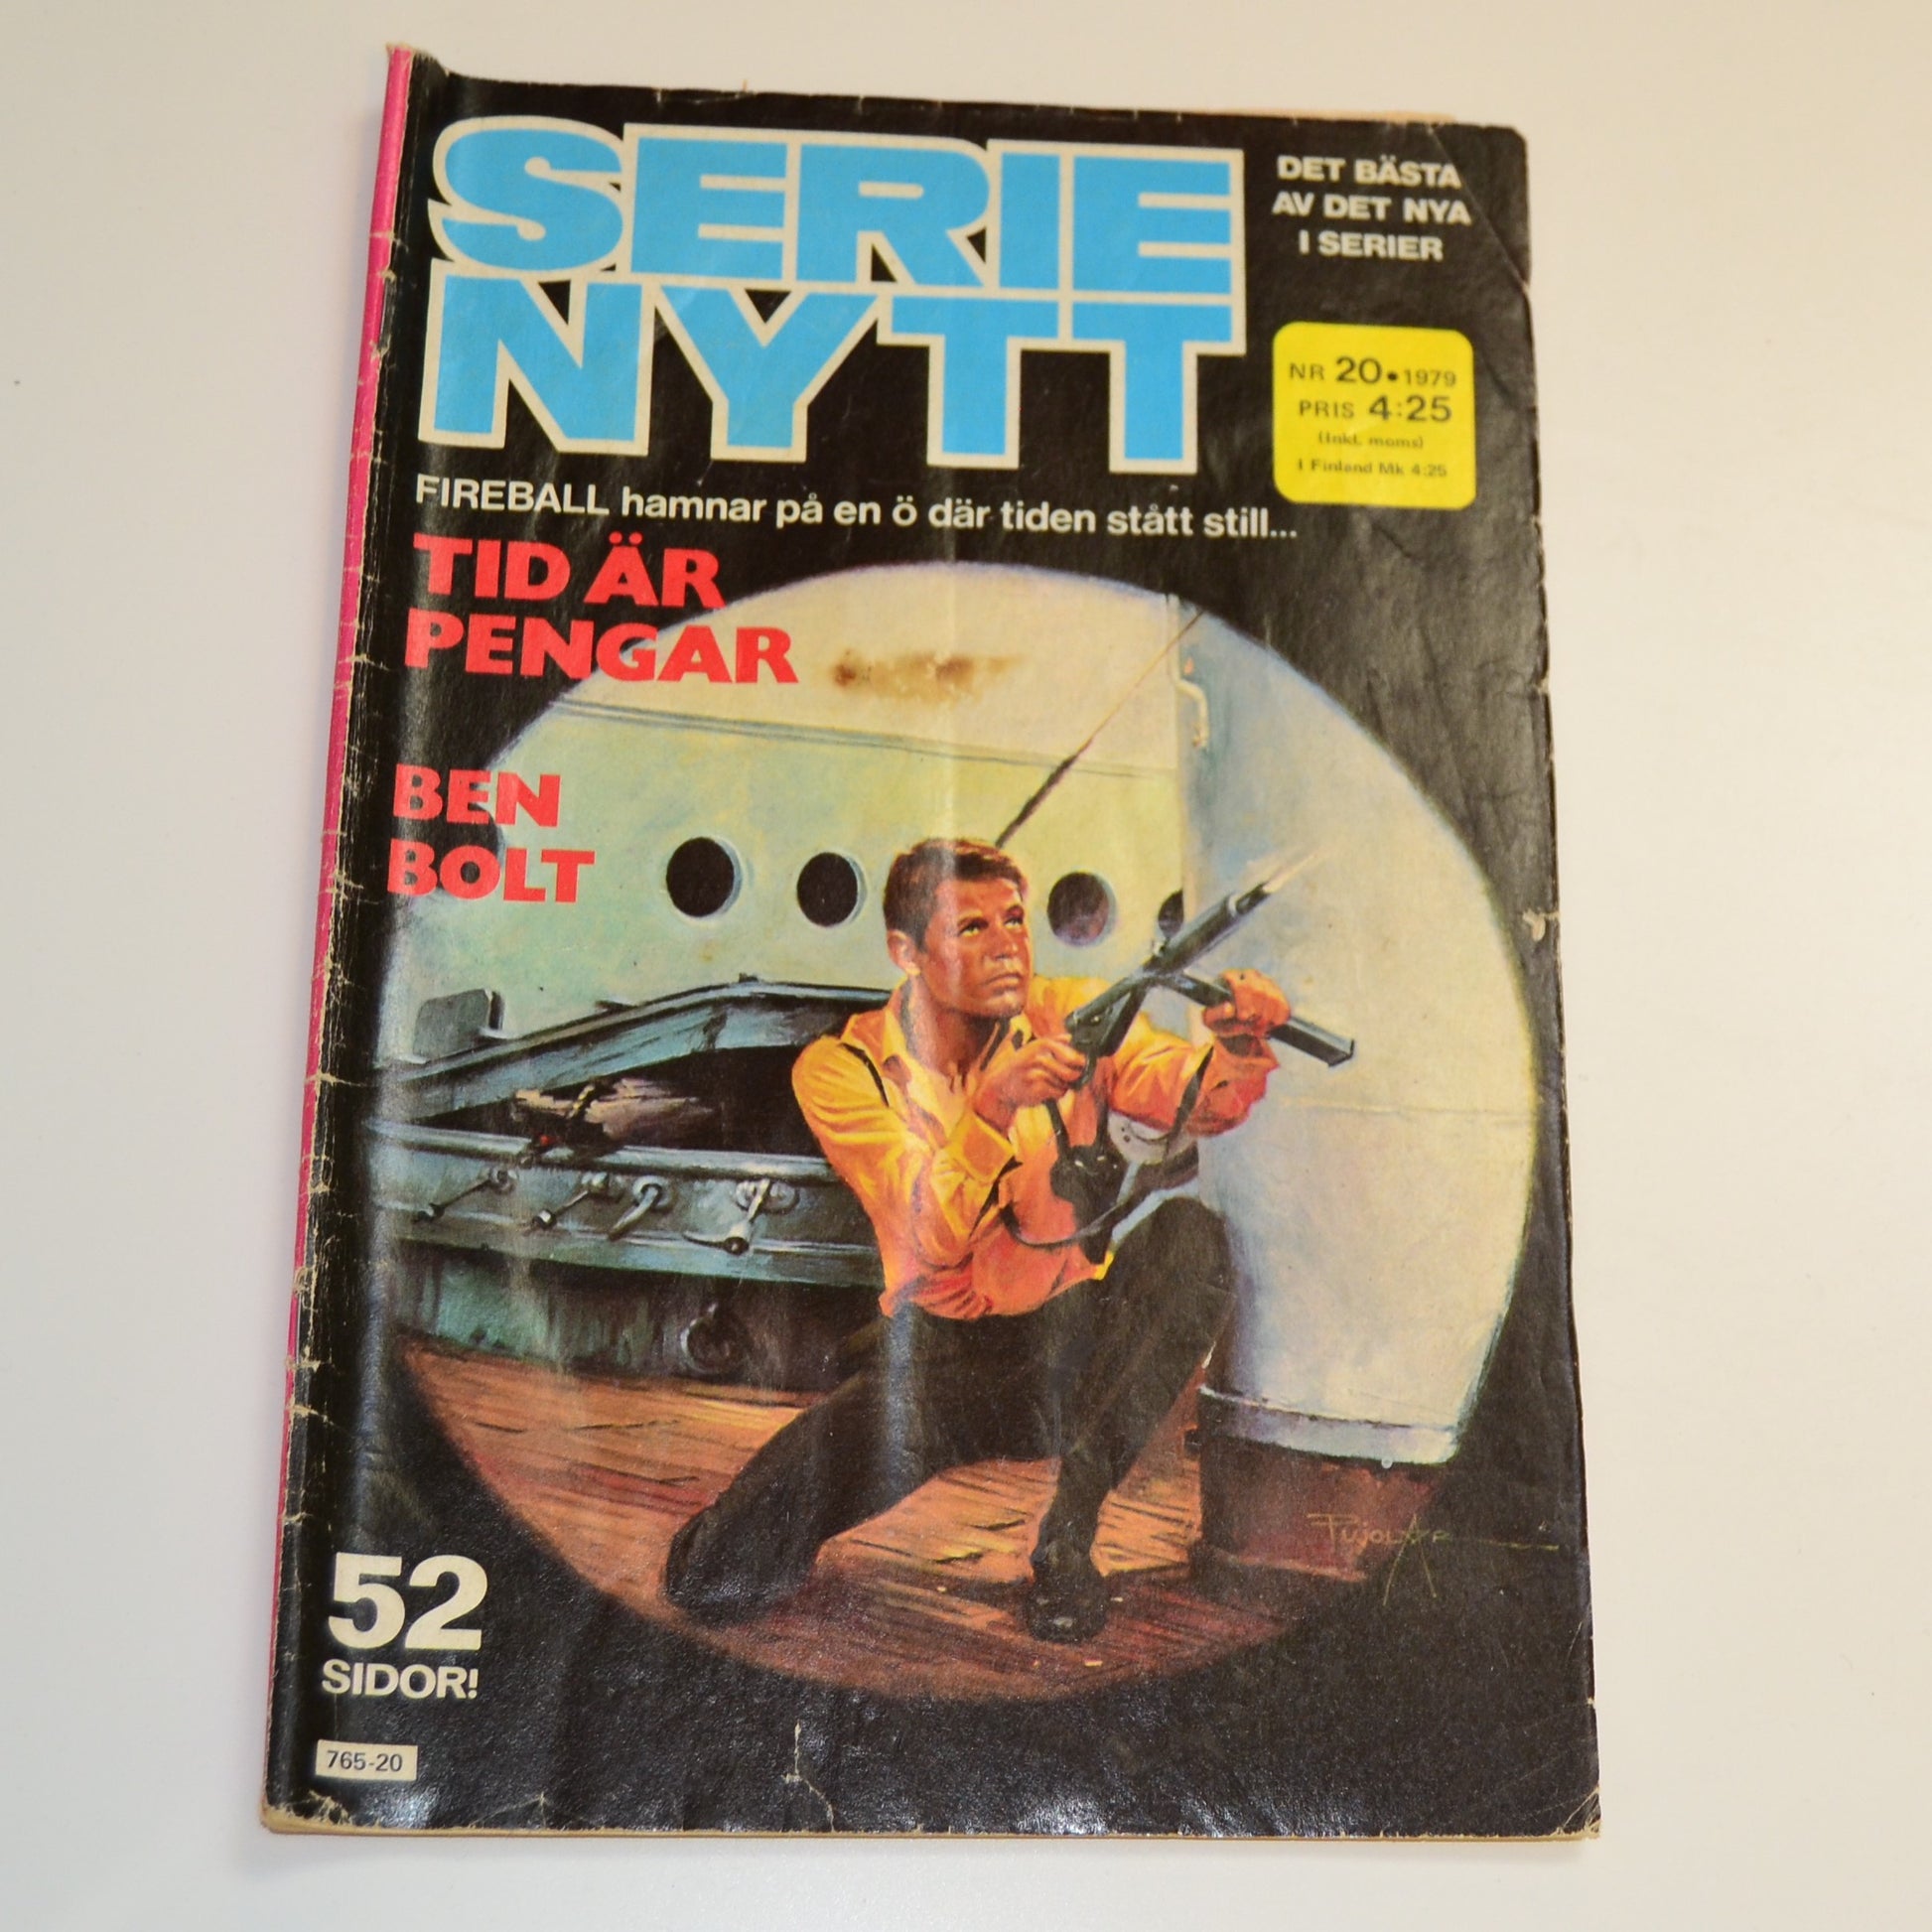 SERIE
NYTT
DET BÄSTA
AV DET NYA
I SERIER
NR 20 • 1979
PRIS 4:25
(Inkl. moms)
I Finland Mk 4:25
FIREBALL hamnar på en ö där tiden stått still...
TID ÄR
PENGAR
BEN
BOLT
PUJOLAR
52
SIDOR!
765-20